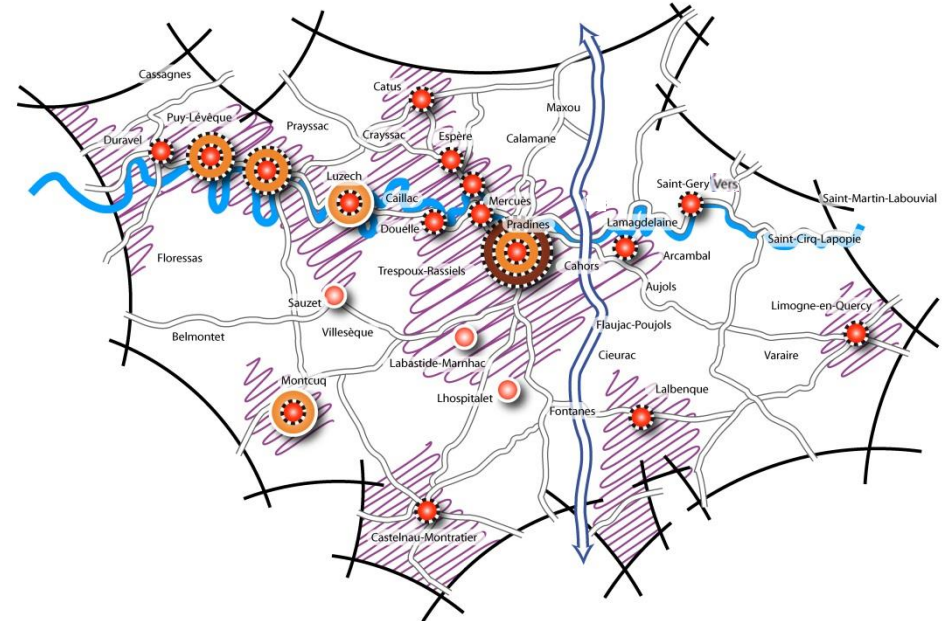 Cassagnes
Catus
Puy-Lévêque
Maxou
Prayssac
Duravel
Crayssac
Espère
Calamane
Luzech
Saint-Gery
Vers
Caillac
Mercuès
Saint-Martin-Labouvial
Douelle
Pradines
Lamagdelaine
Saint-Cirq-Lapopie
Floressas
Trespoux-Rassiels
Cahors
Arcambal
Aujols
Sauzet
Limogne-en-Quercy
Belmontet
Villesèque
Flaujac-Poujols
Labastide-Marnhac
Cieurac
Varaire
Montcuq
Lhospitalet
Lalbenque
Fontanes
Castelnau-Montratier